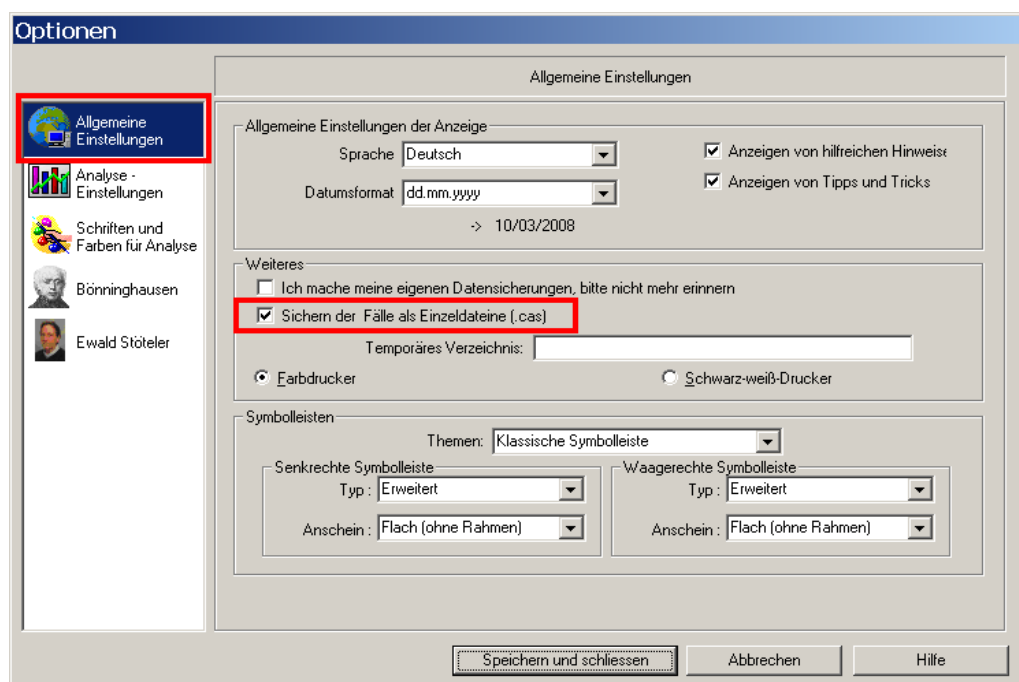 Optionen
Allgemeine Einstellungen
Allgemeine
Einstellungen
Analyse -
Einstellungen
Schriften und
Farben für Analyse
Bönninghausen
Ewald Stöteler
Allgemeine Einstellungen der Anzeige
Sprache Deutsch
Anzeigen von hilfreichen Hinweise
Datumsformat dd.mm.yyyy
Anzeigen von Tipps und Tricks
-> 10/03/2008
Weiteres
Ich mache meine eigenen Datensicherungen, bitte nicht mehr erinnern
Sichern der Fälle als Einzeldateine (.cas)
Temporäres Verzeichnis:
Farbdrucker
Schwarz-weiß-Drucker
Symbolleisten
Themen: Klassische Symbolleiste
Senkrechte Symbolleiste
Typ : Erweitert
Anschein : Flach (ohne Rahmen)
Waagerechte Symbolleiste
Typ : Erweitert
Anschein : Flach (ohne Rahmen)
Speichern und schliessen
Abbrechen
Hilfe